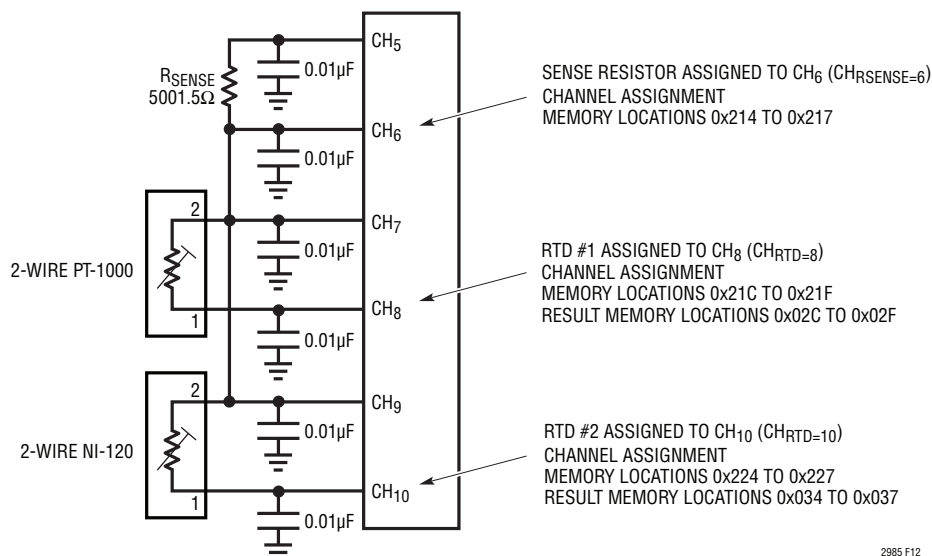 CH5
0.01µF
RSENSE
5001.5Ω
CH6
0.01µF
SENSE RESISTOR ASSIGNED TO CH6 (CHRSENSE=6)
CHANNEL ASSIGNMENT
MEMORY LOCATIONS 0x214 TO 0x217
2
CH7
0.01µF
2-WIRE PT-1000
1
CH8
0.01µF
RTD #1 ASSIGNED TO CH8 (CHRTD=8)
CHANNEL ASSIGNMENT
MEMORY LOCATIONS 0x21C TO 0x21F
RESULT MEMORY LOCATIONS 0x02C TO 0x02F
2
CH9
0.01µF
2-WIRE NI-120
1
CH10
0.01µF
RTD #2 ASSIGNED TO CH10 (CHRTD=10)
CHANNEL ASSIGNMENT
MEMORY LOCATIONS 0x224 TO 0x227
RESULT MEMORY LOCATIONS 0x034 TO 0x037
2985 F12